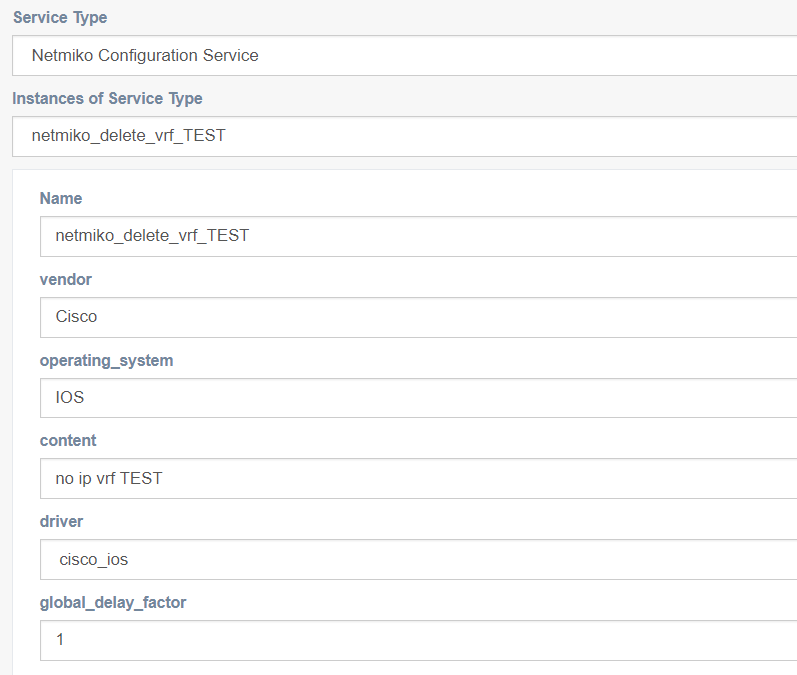 Service Type
Netmiko Configuration Service
Instances of Service Type
netmiko_delete_vrf_TEST
Name
netmiko_delete_vrf_TEST
vendor
Cisco
operating_system
IOS
content
no ip vrf TEST
driver
cisco_ios
global_delay_factor
1